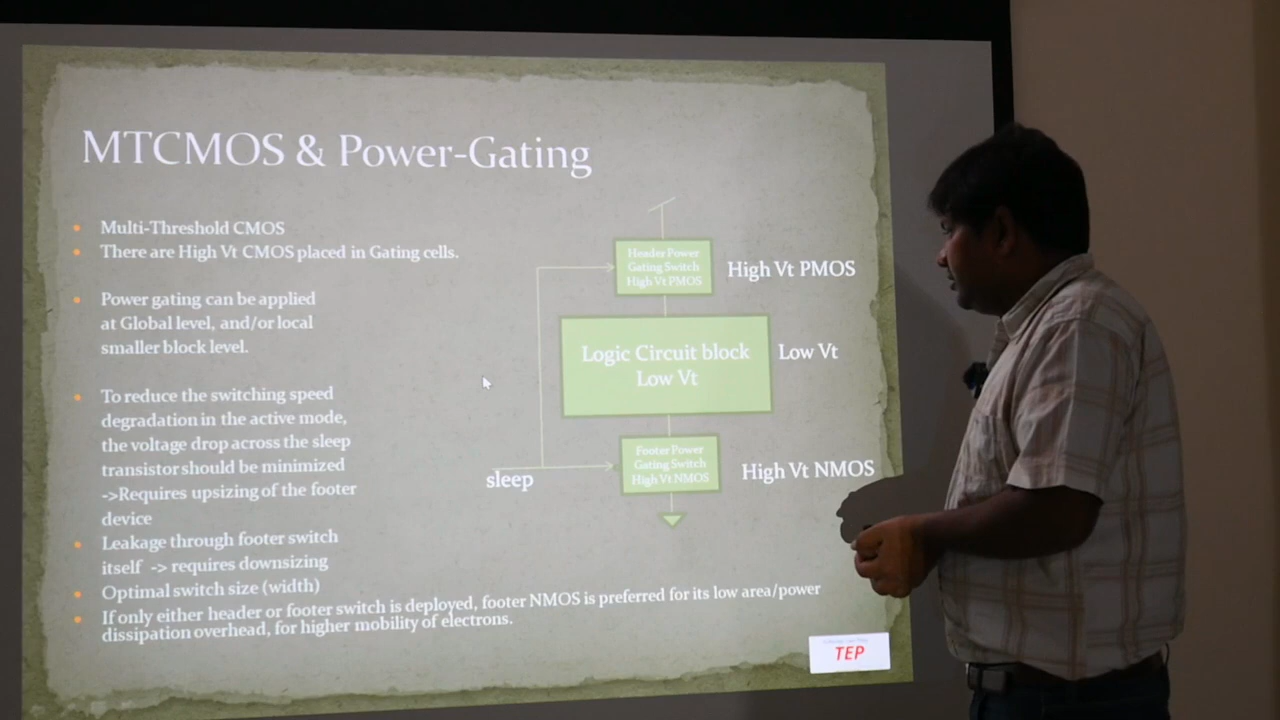 MTCMOS & Power-Gating
Multi-Threshold CMOS
There are High Vt CMOS placed in Gating cells.
Power gating can be applied
at Global level, and/or local
smaller block level.
To reduce the switching speed
degradation in the active mode,
the voltage drop across the sleep
transistor should be minimized
->Requires upsizing of the footer
device
Leakage through footer switch
itself -> requires downsizing
Optimal switch size (width)
If only either header or footer switch is deployed, footer NMOS is preferred for its low area/power
dissipation overhead, for higher mobility of electrons.
Header Power
Gating Switch
High Vt PMOS
High Vt PMOS
Logic Circuit block
Low Vt
Low Vt
Footer Power
Gating Switch
High Vt NMOS
High Vt NMOS
sleep
TEP